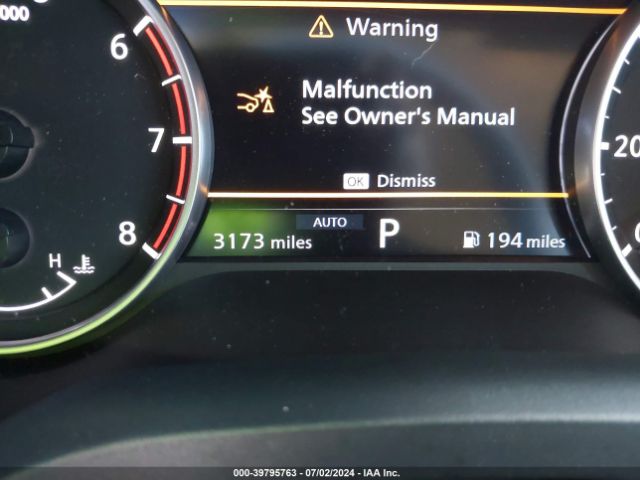 000
6
7
8
H
Warning
Malfunction
See Owner's Manual
OK Dismiss
AUTO
3173 miles
P
194 miles
20
0
000-39795763 - 07/02/2024 - IAA Inc.